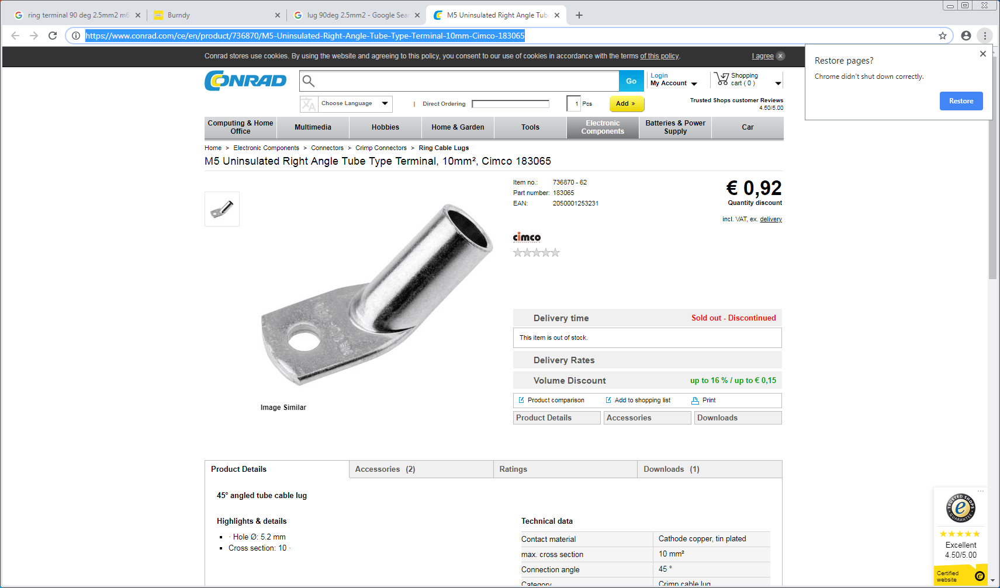 ring terminal 90 deg 2.5mm2 m6
Burndy
lug 90deg 2.5mm2 - Google Sea
M5 Uninsulated Right Angle Tub
https://www.conrad.com/ce/en/product/736870/M5-Uninsulated-Right-Angle-Tube-Type-Terminal-10mm-Cimco-183065
Restore pages?
Chrome didn't shut down correctly.
Restore
Conrad stores use cookies. By using the website and agreeing to this policy, you consent to our use of cookies in accordance with the terms of this policy.
I agree
CONRAD
Go
Login
My Account
Shopping
cart ( 0 )
Choose Language
| Direct Ordering
1 Pcs
Add »
Trusted Shops customer Reviews
4.50/5.00
Computing & Home Office
Multimedia
Hobbies
Home & Garden
Tools
Electronic Components
Batteries & Power Supply
Car
Home > Electronic Components > Connectors > Crimp Connectors > Ring Cable Lugs
M5 Uninsulated Right Angle Tube Type Terminal, 10mm², Cimco 183065
Item no.: 736870 - 62
Part number: 183065
EAN: 2050001253231
€ 0,92
Quantity discount
incl. VAT, ex. delivery
cimco
Delivery time
Sold out - Discontinued
This item is out of stock.
Delivery Rates
Volume Discount
up to 16 % / up to € 0,15
Product comparison
Add to shopping list
Print
Product Details
Accessories
Downloads
Image Similar
Product Details
Accessories (2)
Ratings
Downloads (1)
45° angled tube cable lug
Highlights & details
· Hole Ø: 5.2 mm
Cross section: 10 ·
Technical data
Contact material Cathode copper, tin plated
max. cross section 10 mm²
Connection angle 45 °
Category Crimp cable lug
TRUSTED SHOPS
GUARANTEE
e
Excellent
4.50/5.00
Certified
website